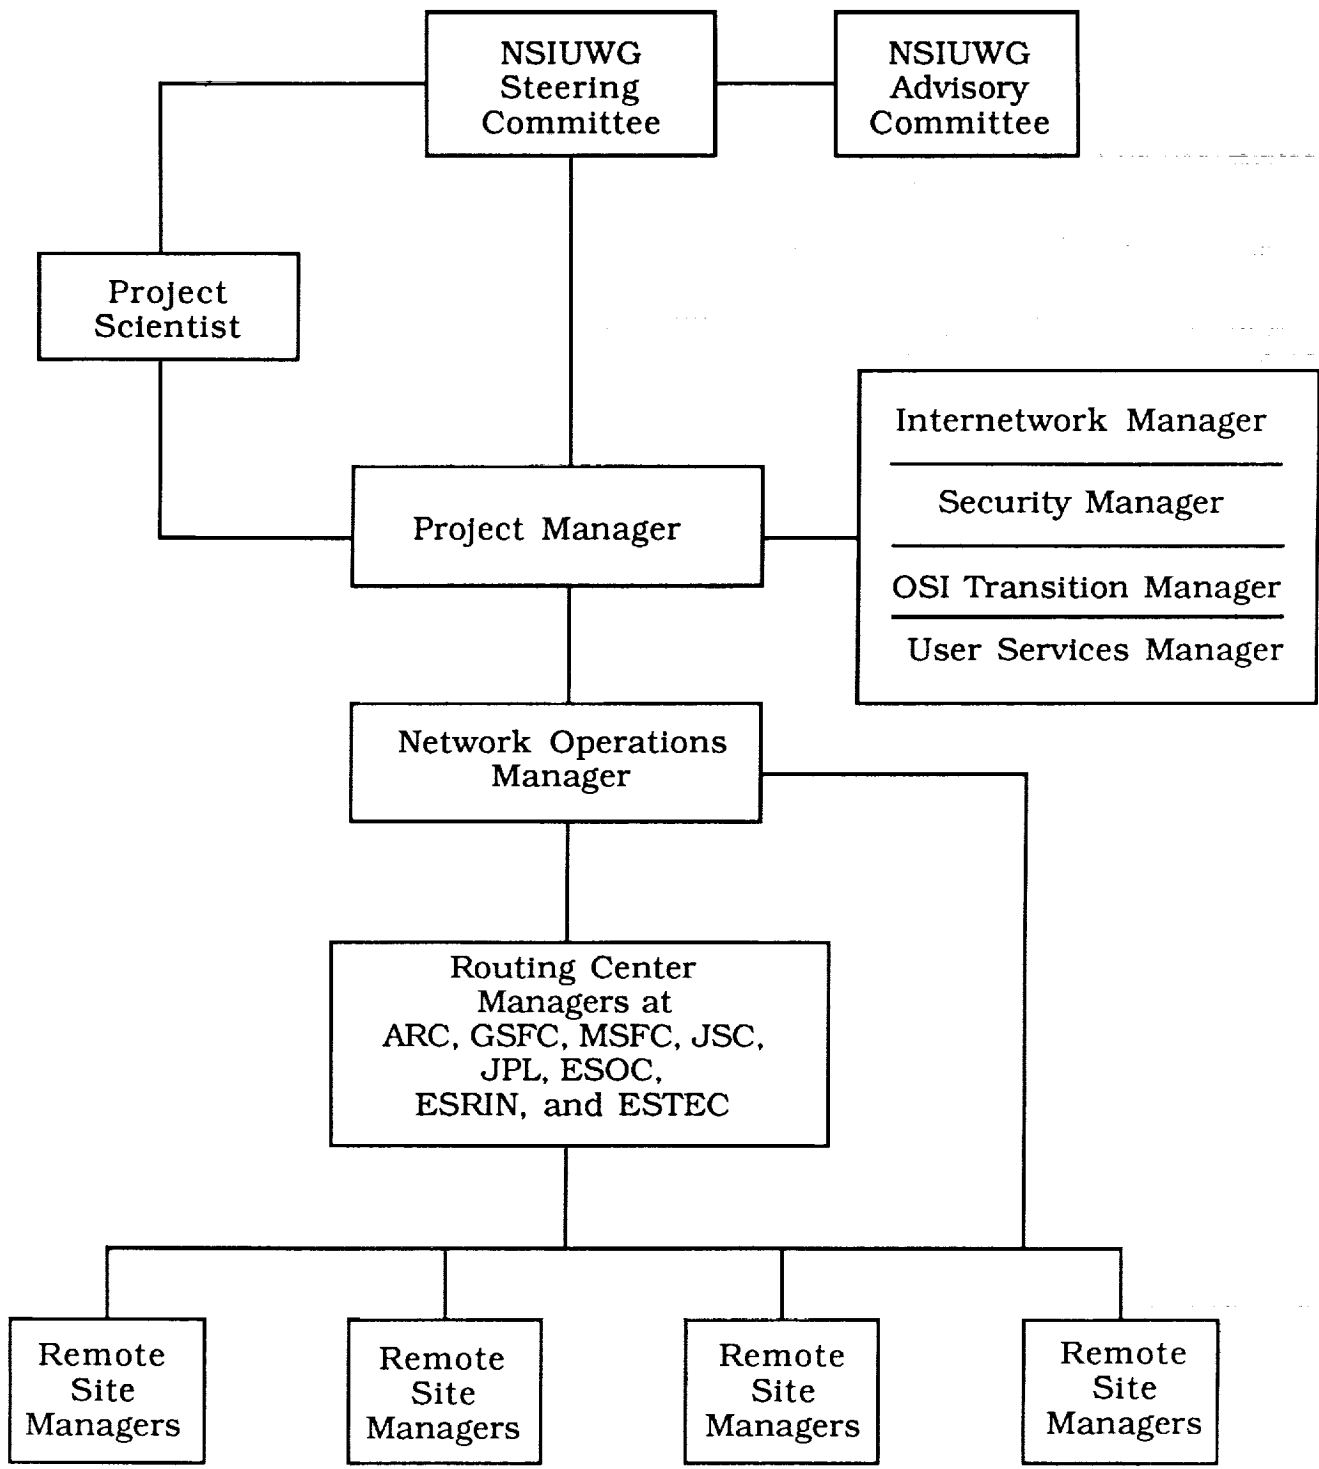 NSIUWG
Steering
Committee
NSIUWG
Advisory
Committee
Project
Scientist
Internetwork Manager
Security Manager
OSI Transition Manager
User Services Manager
Project Manager
Network Operations
Manager
Routing Center
Managers at
ARC, GSFC, MSFC, JSC,
JPL, ESOC,
ESRIN, and ESTEC
Remote
Site
Managers
Remote
Site
Managers
Remote
Site
Managers
Remote
Site
Managers